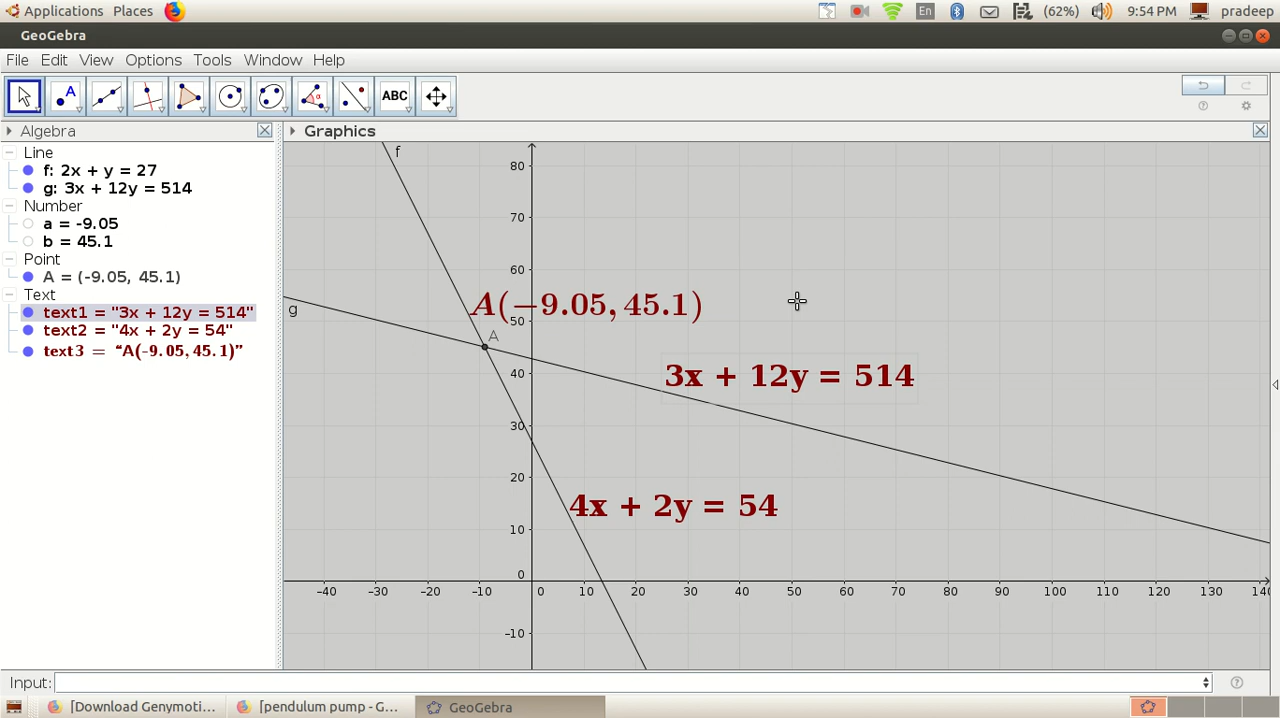 Applications Places En (62%) 9:54 PM pradeep
GeoGebra
File Edit View Options Tools Window Help
A ABC
Algebra
Graphics
Line
f: 2x + y = 27
g: 3x + 12y = 514
Number
a = -9.05
b = 45.1
Point
A = (-9.05, 45.1)
Text
text1 = "3x + 12y = 514"
text2 = "4x + 2y = 54"
text3 = “A(-9.05, 45.1)”
f
80
70
60
A(−9.05, 45.1)
g
50
A
40
3x + 12y = 514
30
20
4x + 2y = 54
10
0
-40 -30 -20 -10 0 10 20 30 40 50 60 70 80 90 100 110 120 130 140
-10
Input:
[Download Genymoti... [pendulum pump - G... GeoGebra